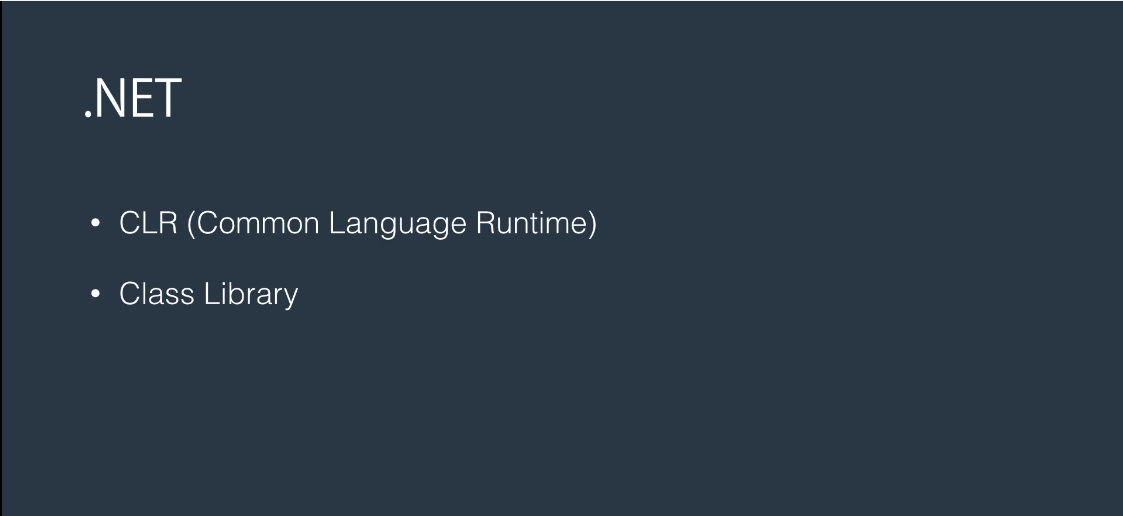 .NET
• CLR (Common Language Runtime)
• Class Library